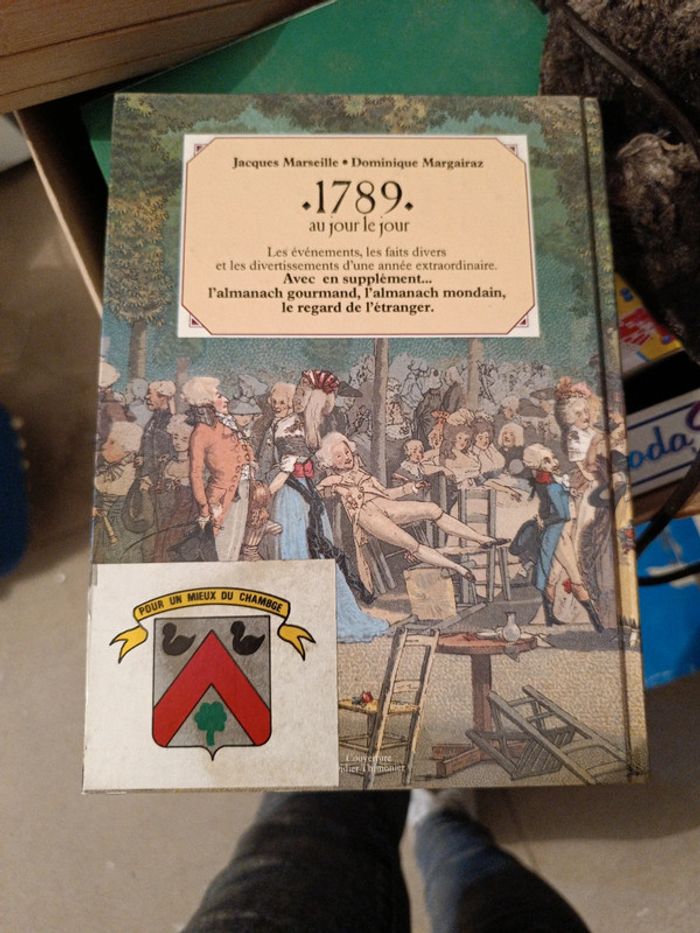 Jacques Marseille • Dominique Margairaz
1789
au jour le jour
Les événements, les faits divers
et les divertissements d'une année extraordinaire.
Avec en supplément...
l'almanach gourmand, l'almanach mondain,
le regard de l'étranger.
POUR UN MIEUX DU CHAMBGE
Couverture